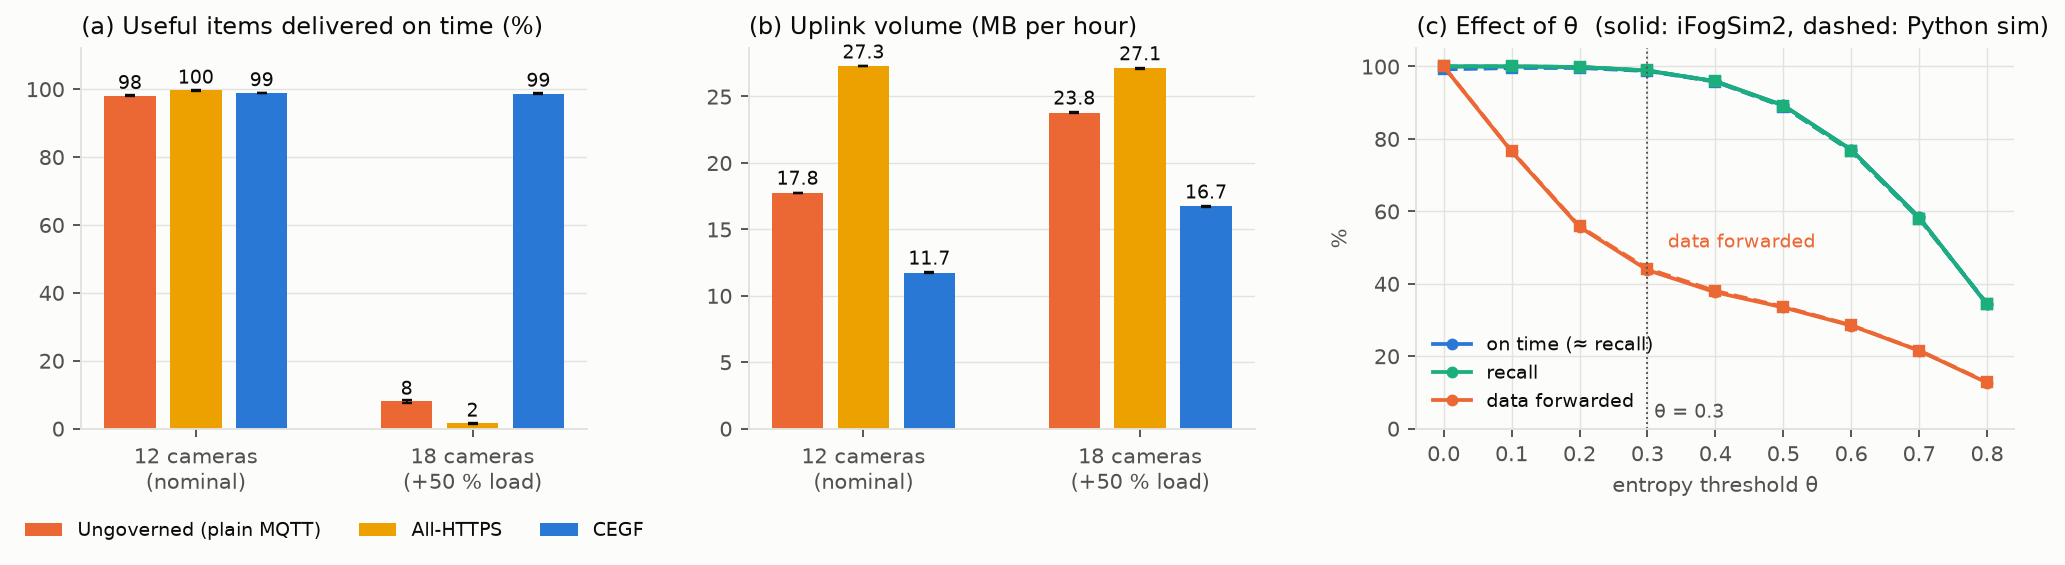 (a) Useful items delivered on time (%)
100
80
60
40
20
0
98
100
99
8
2
99
12 cameras
(nominal)
18 cameras
(+50 % load)
Ungoverned (plain MQTT)
All-HTTPS
CEGF
(b) Uplink volume (MB per hour)
25
20
15
10
5
0
17.8
27.3
11.7
23.8
27.1
16.7
12 cameras
(nominal)
18 cameras
(+50 % load)
(c) Effect of θ (solid: iFogSim2, dashed: Python sim)
%
100
80
60
40
20
0
data forwarded
on time (≈ recall)
recall
data forwarded
θ = 0.3
0.0 0.1 0.2 0.3 0.4 0.5 0.6 0.7 0.8
entropy threshold θ